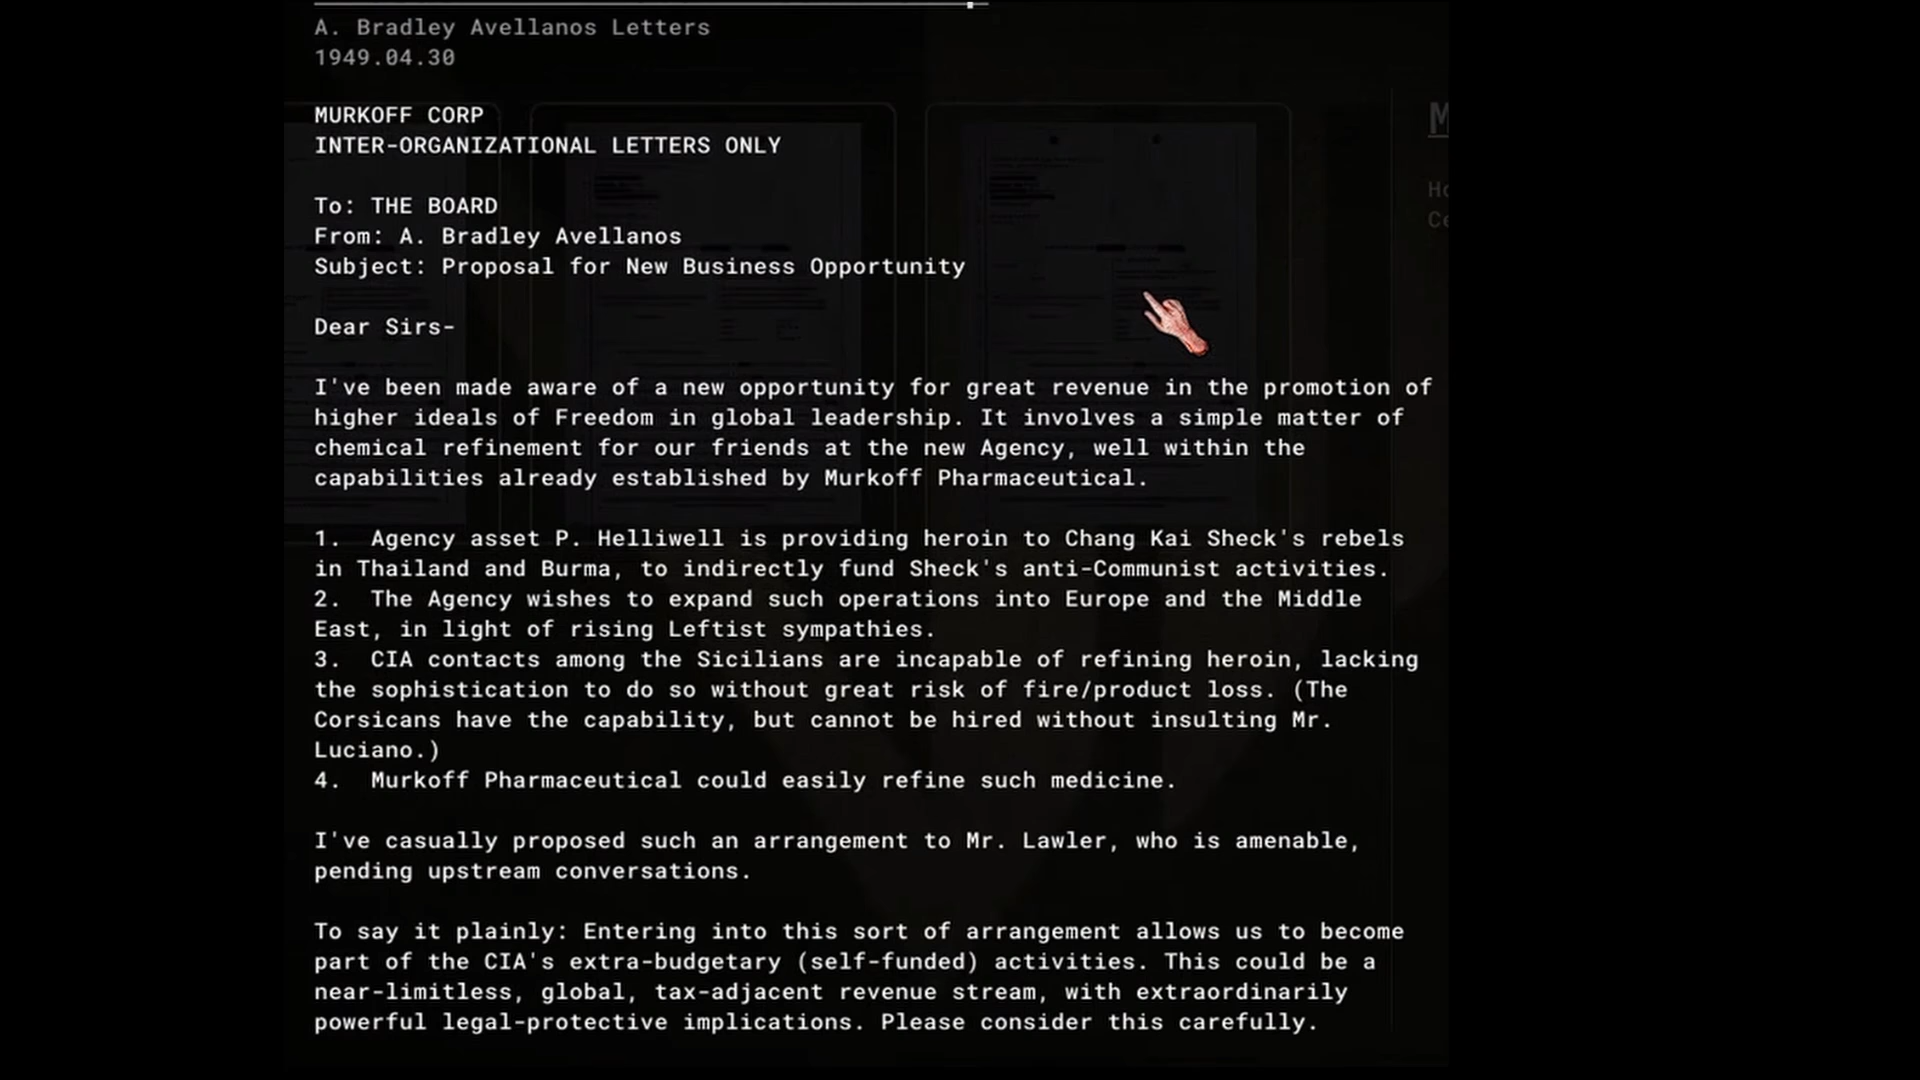 A. Bradley Avellanos Letters
1949.04.30
MURKOFF CORP
INTER-ORGANIZATIONAL LETTERS ONLY
To: THE BOARD
From: A. Bradley Avellanos
Subject: Proposal for New Business Opportunity
Dear Sirs-
I've been made aware of a new opportunity for great revenue in the promotion of
higher ideals of Freedom in global leadership. It involves a simple matter of
chemical refinement for our friends at the new Agency, well within the
capabilities already established by Murkoff Pharmaceutical.
1.  Agency asset P. Helliwell is providing heroin to Chang Kai Sheck's rebels
in Thailand and Burma, to indirectly fund Sheck's anti-Communist activities.
2.  The Agency wishes to expand such operations into Europe and the Middle
East, in light of rising Leftist sympathies.
3.  CIA contacts among the Sicilians are incapable of refining heroin, lacking
the sophistication to do so without great risk of fire/product loss. (The
Corsicans have the capability, but cannot be hired without insulting Mr.
Luciano.)
4.  Murkoff Pharmaceutical could easily refine such medicine.
I've casually proposed such an arrangement to Mr. Lawler, who is amenable,
pending upstream conversations.
To say it plainly: Entering into this sort of arrangement allows us to become
part of the CIA's extra-budgetary (self-funded) activities. This could be a
near-limitless, global, tax-adjacent revenue stream, with extraordinarily
powerful legal-protective implications. Please consider this carefully.